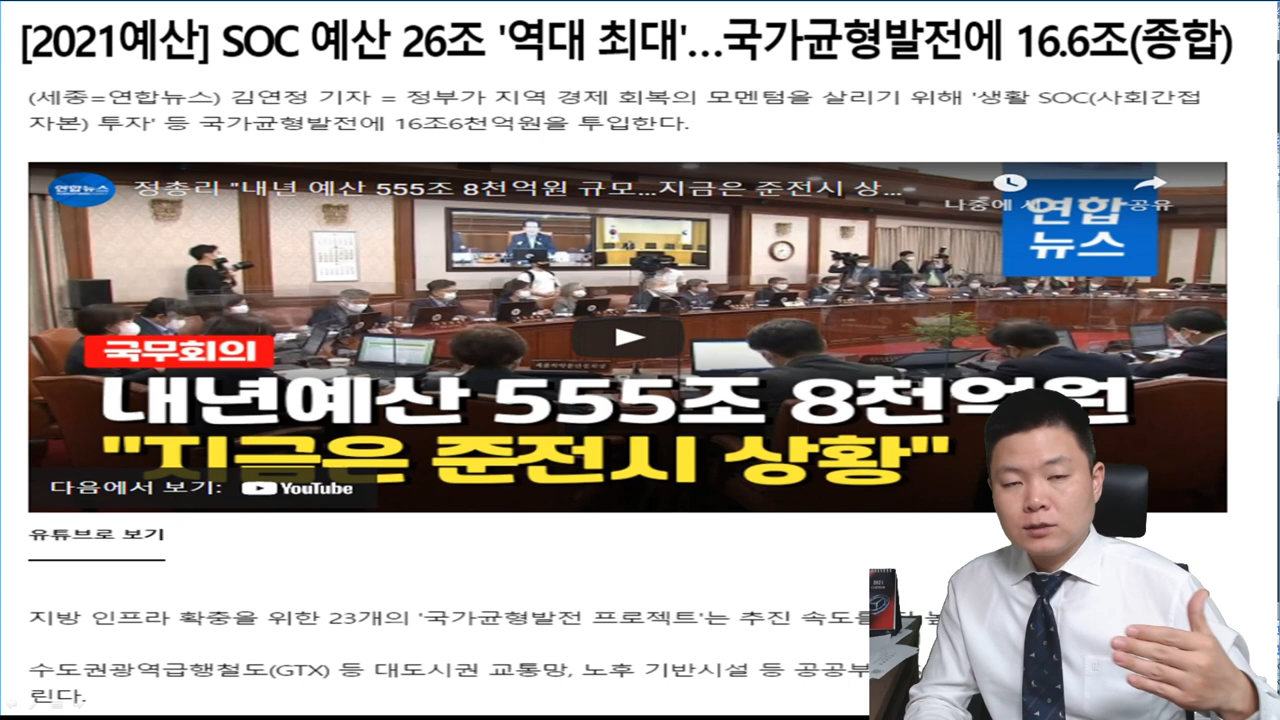 [2021예산] SOC 예산 26조 '역대 최대'...국가균형발전에 16.6조(종합)
(세종=연합뉴스) 김연정 기자 = 정부가 지역 경제 회복의 모멘텀을 살리기 위해 '생활 SOC(사회간접
자본) 투자' 등 국가균형발전에 16조6천억원을 투입한다.
연합뉴스 정총리 "내년 예산 555조 8천억원 규모...지금은 준전시 상...
나중에 공유
연합
뉴스
국무회의
내년예산 555조 8천억원
"지금은 준전시 상황"
다음에서 보기: YouTube
유튜브로 보기
지방 인프라 확충을 위한 23개의 '국가균형발전 프로젝트'는 추진 속도를
수도권광역급행철도(GTX) 등 대도시권 교통망, 노후 기반시설 등 공공부
린다.
2021